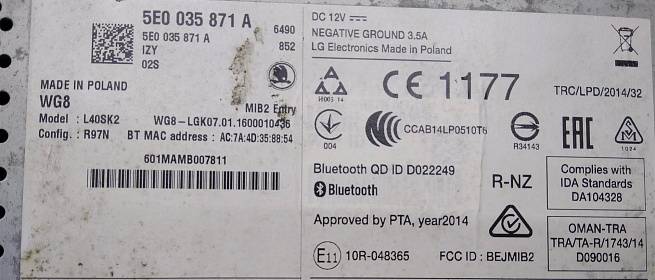 5E0 035 871 A
5E0 035 871 A
IZY
02S
6490
852
MADE IN POLAND
WG8
MIB2 Entry
Model : L40SK2
WG8-LGK07.01.1600010436
Config. : R97N
BT MAC address : AC:7A:4D:35:88:54
601MAMB007811
DC 12V
NEGATIVE GROUND 3.5A
LG Electronics Made in Poland
H003 14
CE 1177
TRC/LPD/2014/32
004
CCAB14LP0510T6
R34143
EAC
1024
Bluetooth QD ID D022249
Bluetooth
R-NZ
Complies with
IDA Standards
DA104328
Approved by PTA, year2014
E11 10R-048365
FCC ID : BEJMIB2
OMAN-TRA
TRA/TA-R/1743/14
D090016